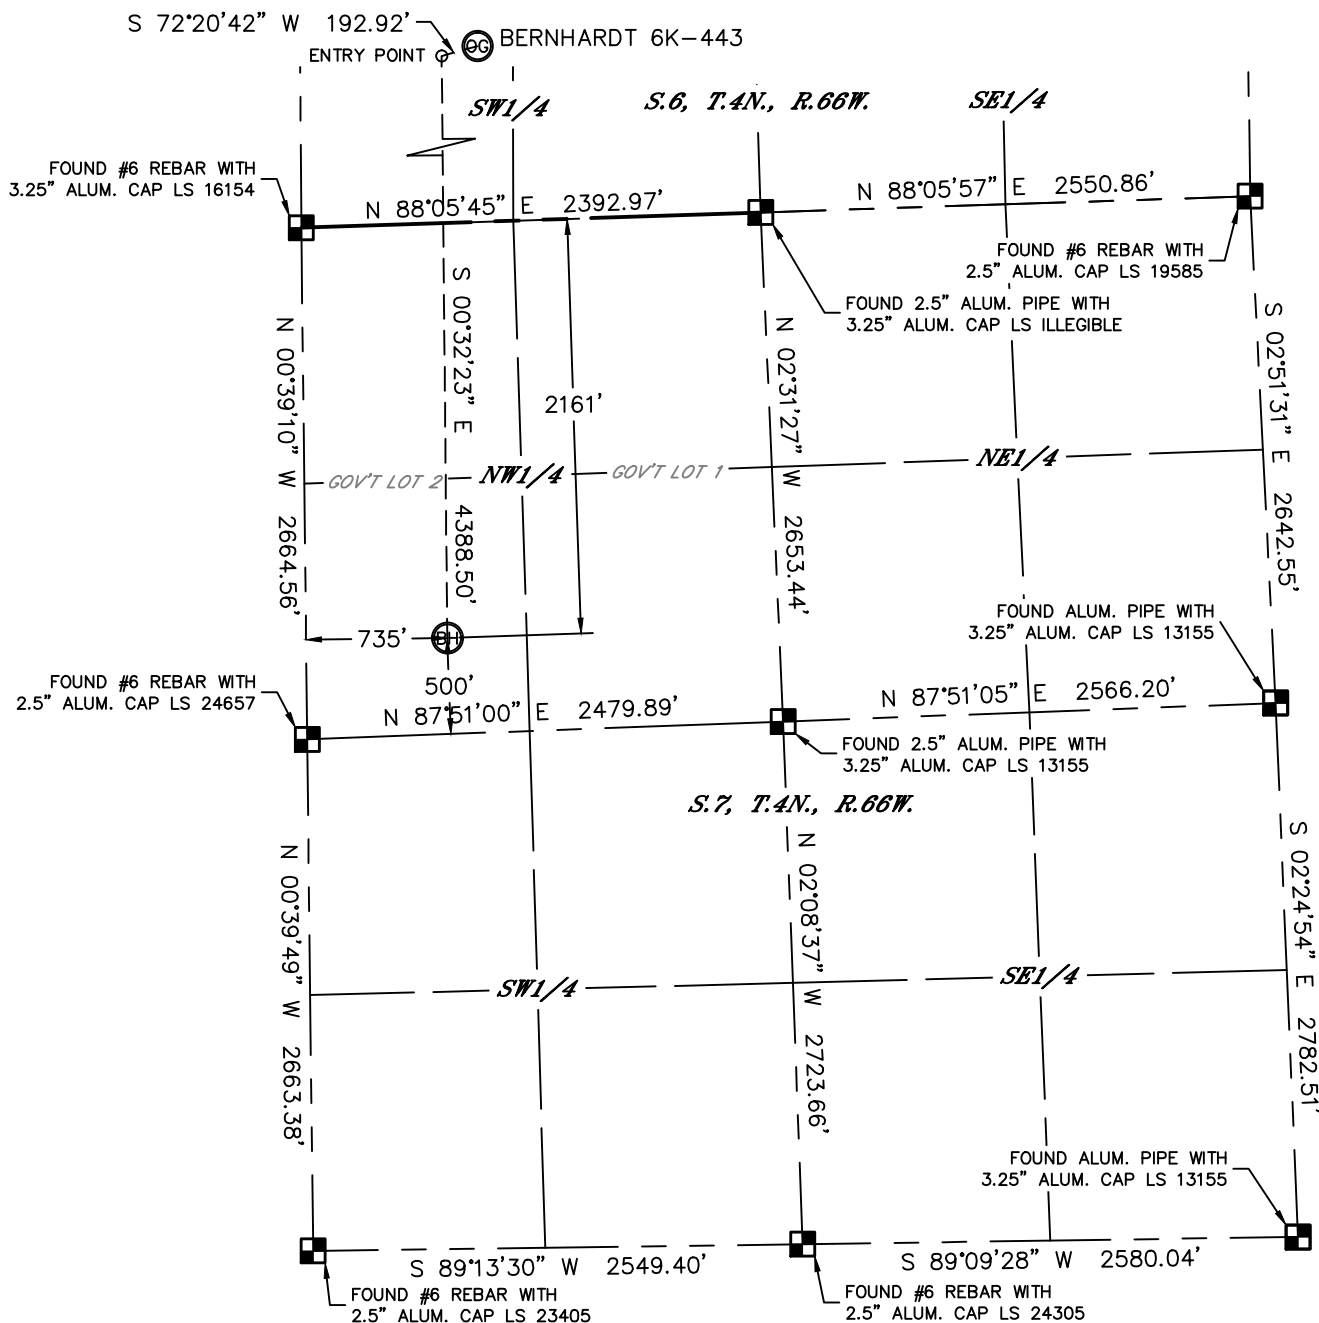 S 72°20'42" W 192.92'
OG BERNHARDT 6K-443
ENTRY POINT
SW1/4
S.6, T.4N., R.66W.
SE1/4
FOUND #6 REBAR WITH
3.25" ALUM. CAP LS 16154
N 88°05'45" E 2392.97'
N 88°05'57" E 2550.86'
FOUND #6 REBAR WITH
2.5" ALUM. CAP LS 19585
FOUND 2.5" ALUM. PIPE WITH
3.25" ALUM. CAP LS ILLEGIBLE
N 00°39'10" W 2664.56'
S 00°32'23" E 4388.50'
2161'
N 02°31'27" W 2653.44'
S 02°51'31" E 2642.55'
GOV'T LOT 2
NW1/4
GOV'T LOT 1
NE1/4
735'
BH
500'
FOUND ALUM. PIPE WITH
3.25" ALUM. CAP LS 13155
FOUND #6 REBAR WITH
2.5" ALUM. CAP LS 24657
N 87°51'00" E 2479.89'
N 87°51'05" E 2566.20'
FOUND 2.5" ALUM. PIPE WITH
3.25" ALUM. CAP LS 13155
S.7, T.4N., R.66W.
N 00°39'49" W 2663.38'
N 02°08'37" W 2723.66'
S 02°24'54" E 2782.51'
SW1/4
SE1/4
FOUND ALUM. PIPE WITH
3.25" ALUM. CAP LS 13155
S 89°13'30" W 2549.40'
S 89°09'28" W 2580.04'
FOUND #6 REBAR WITH
2.5" ALUM. CAP LS 23405
FOUND #6 REBAR WITH
2.5" ALUM. CAP LS 24305